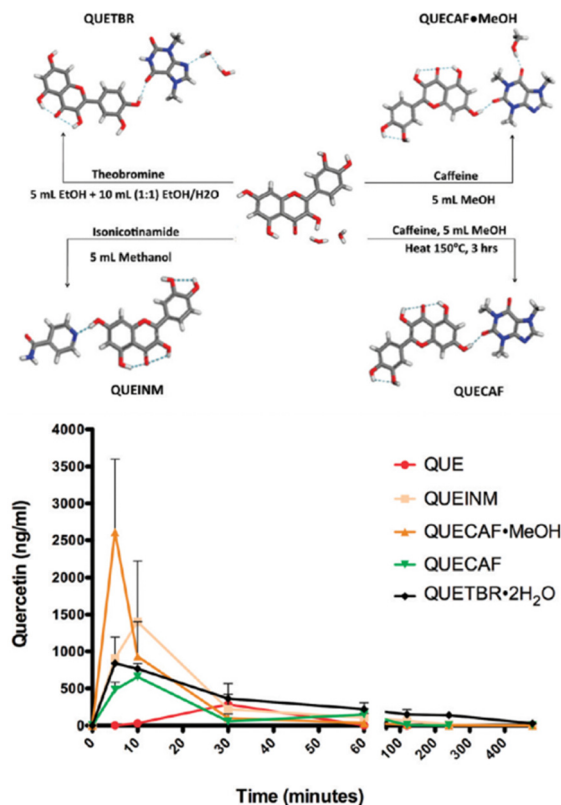 QUETBR
QUECAF•MeOH
Theobromine
5 mL EtOH + 10 mL (1:1) EtOH/H2O
Caffeine
5 mL MeOH
Isonicotinamide
5 mL Methanol
Caffeine, 5 mL MeOH
Heat 150°C, 3 hrs
QUEINM
QUECAF
Quercetin (ng/ml)
4000
3500
3000
2500
2000
1500
1000
500
0
0
10
20
30
40
50
60
100
200
300
400
Time (minutes)
QUE
QUEINM
QUECAF•MeOH
QUECAF
QUETBR•2H₂O